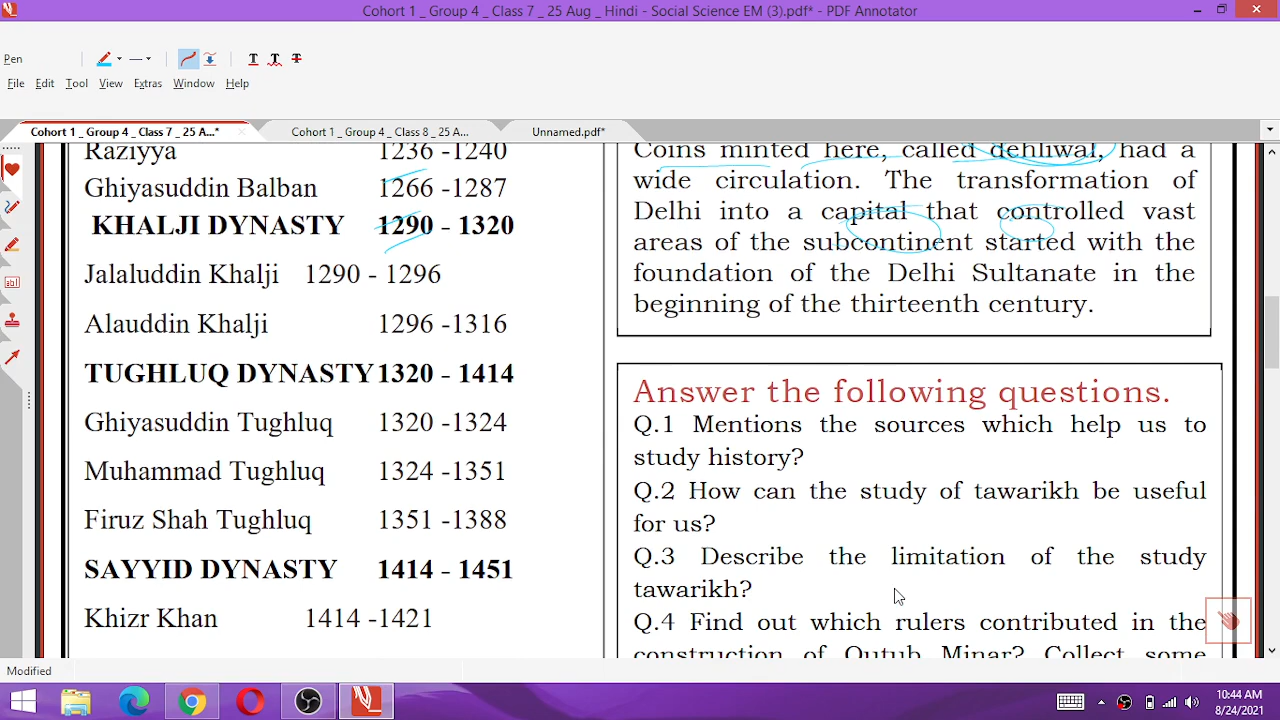 Cohort 1 _ Group 4 _ Class 7 _ 25 Aug _ Hindi - Social Science EM (3).pdf* - PDF Annotator
Pen
T T T
File Edit Tool View Extras Window Help
Cohort 1 _ Group 4 _ Class 7 _ 25 A...* Cohort 1 _ Group 4 _ Class 8 _ 25 A... Unnamed.pdf*
Raziyya 1236 -1240
Ghiyasuddin Balban 1266 -1287
KHALJI DYNASTY 1290 - 1320
Jalaluddin Khalji 1290 - 1296
Alauddin Khalji 1296 -1316
TUGHLUQ DYNASTY 1320 - 1414
Ghiyasuddin Tughluq 1320 -1324
Muhammad Tughluq 1324 -1351
Firuz Shah Tughluq 1351 -1388
SAYYID DYNASTY 1414 - 1451
Khizr Khan 1414 -1421
Coins minted here, called dehliwal, had a
wide circulation. The transformation of
Delhi into a capital that controlled vast
areas of the subcontinent started with the
foundation of the Delhi Sultanate in the
beginning of the thirteenth century.
Answer the following questions.
Q.1 Mentions the sources which help us to
study history?
Q.2 How can the study of tawarikh be useful
for us?
Q.3 Describe the limitation of the study
tawarikh?
Q.4 Find out which rulers contributed in the
construction of Qutub Minar? Collect some
Modified
10:44 AM
8/24/2021